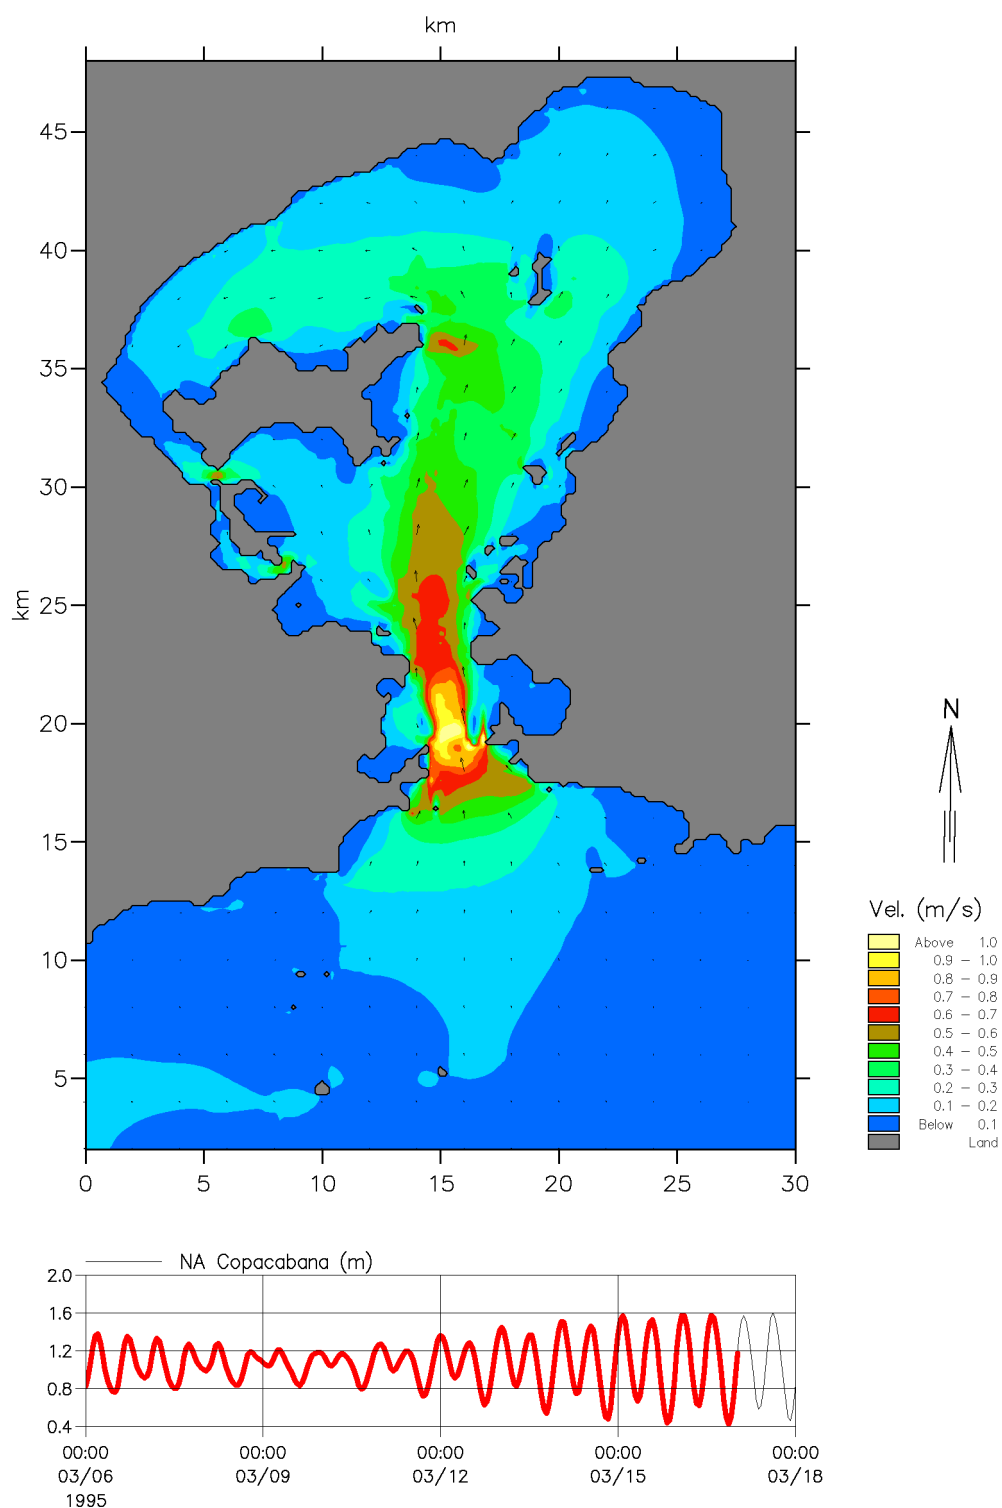 km
45
40
35
30
25
20
15
10
5
km
0 5 10 15 20 25 30
N
Vel. (m/s)
Above 1.0
0.9 – 1.0
0.8 – 0.9
0.7 – 0.8
0.6 – 0.7
0.5 – 0.6
0.4 – 0.5
0.3 – 0.4
0.2 – 0.3
0.1 – 0.2
Below 0.1
Land
NA Copacabana (m)
2.0
1.6
1.2
0.8
0.4
00:00 00:00 00:00 00:00 00:00
03/06 03/09 03/12 03/15 03/18
1995